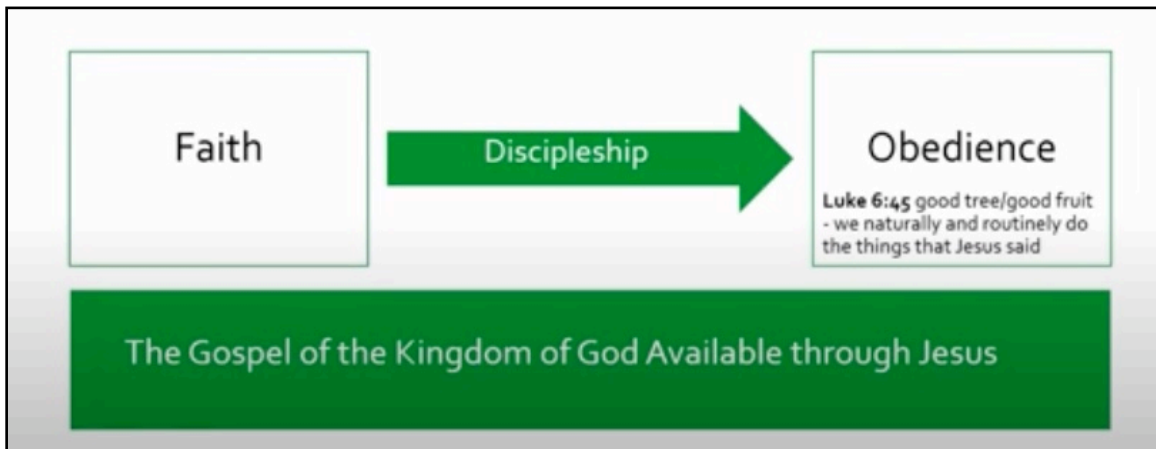 Faith
Discipleship
Obedience
Luke 6:45 good tree/good fruit
- we naturally and routinely do
the things that Jesus said
The Gospel of the Kingdom of God Available through Jesus